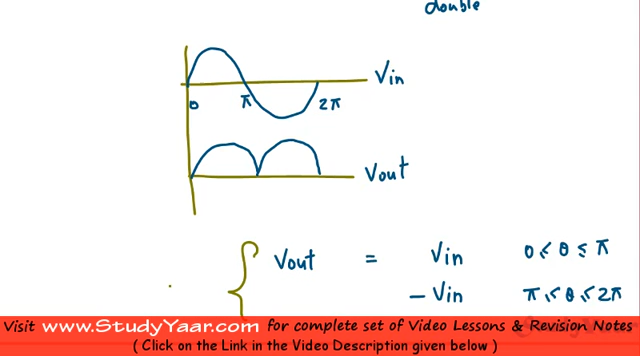 double
Vin
0 π 2π
Vout
Vout = Vin 0 ≤ θ ≤ π
- Vin π ≤ θ ≤ 2π
Visit www.StudyYaar.com for complete set of Video Lessons & Revision Notes
( Click on the Link in the Video Description given below )